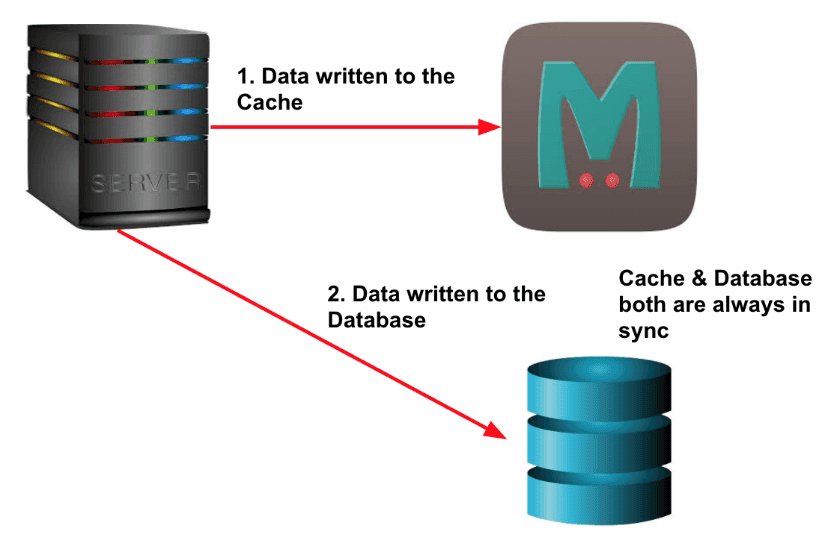 1. Data written to the
Cache
SERVER
M
2. Data written to the
Database
Cache & Database
both are always in
sync